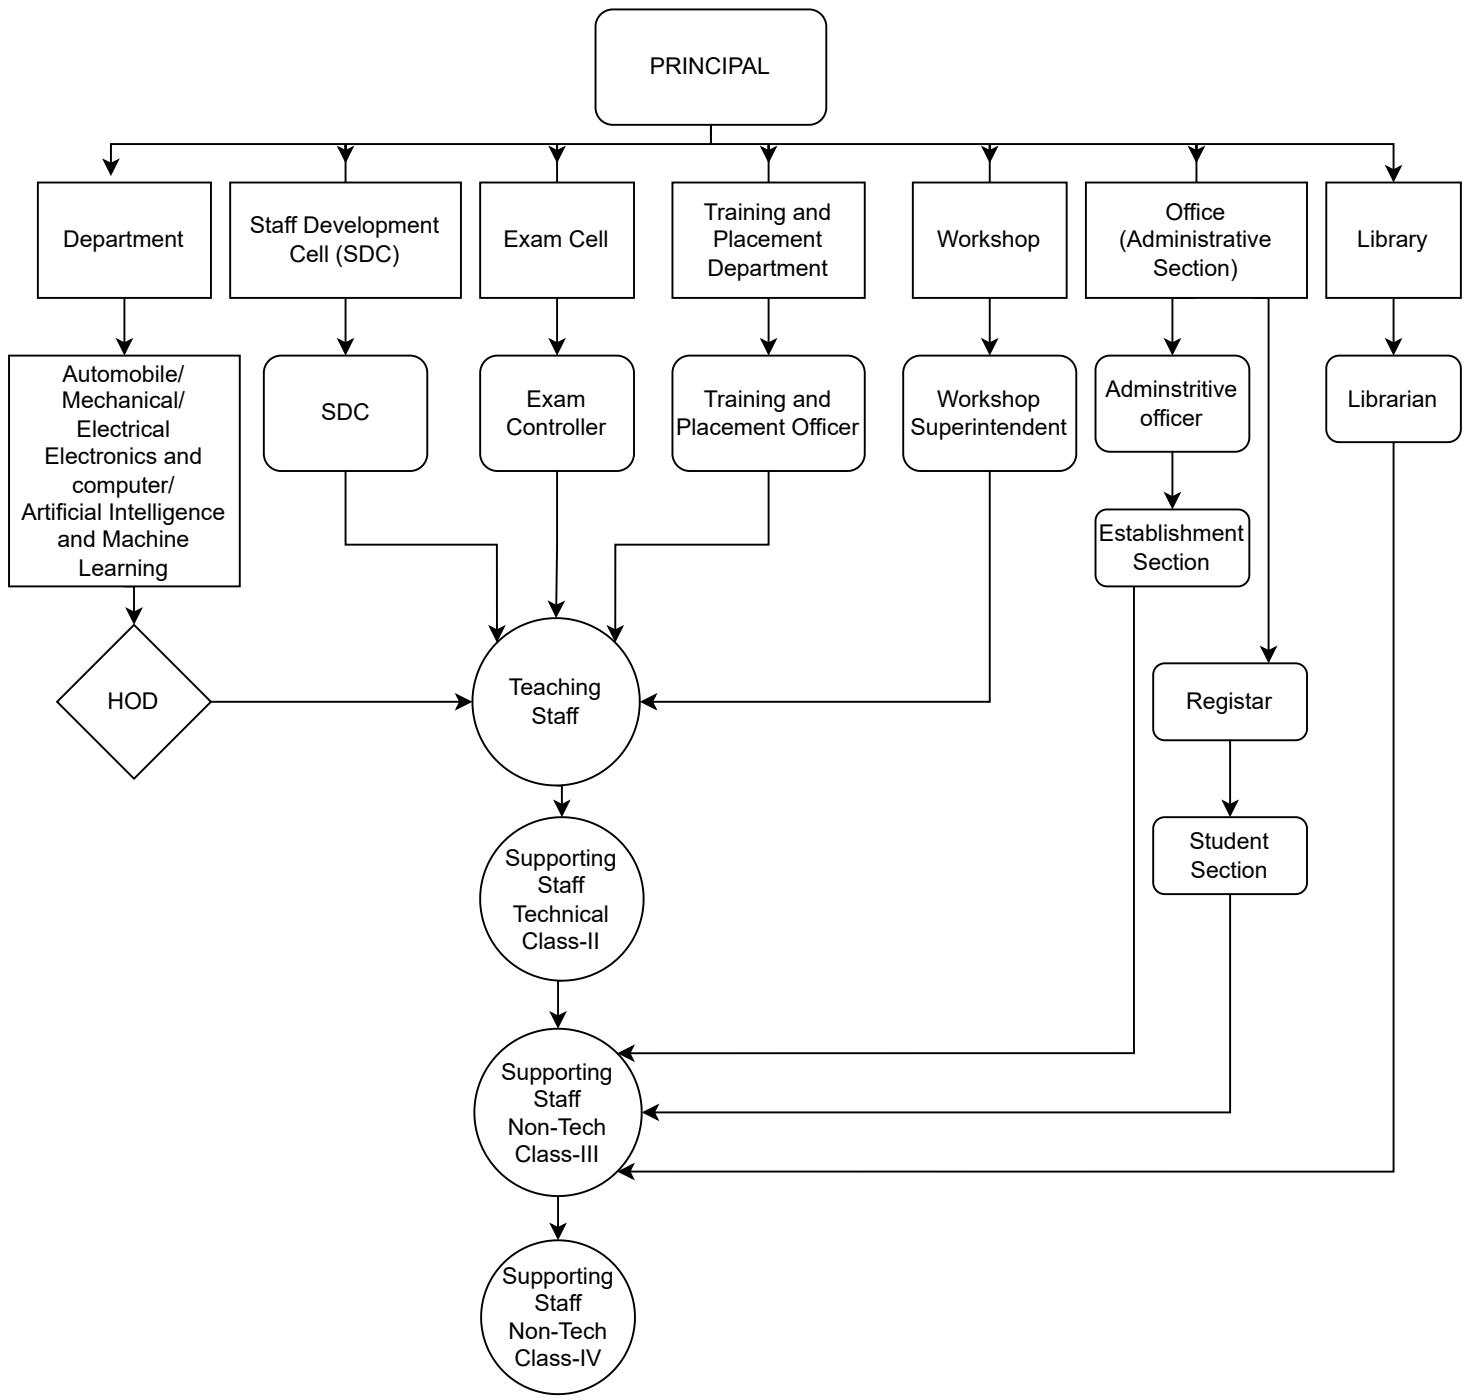 PRINCIPAL
Department
Staff Development
Cell (SDC)
Exam Cell
Training and
Placement
Department
Workshop
Office
(Administrative
Section)
Library
Automobile/
Mechanical/
Electrical
Electronics and
computer/
Artificial Intelligence
and Machine
Learning
SDC
Exam
Controller
Training and
Placement Officer
Workshop
Superintendent
Adminstritive
officer
Librarian
Establishment
Section
HOD
Teaching
Staff
Registar
Supporting
Staff
Technical
Class-II
Student
Section
Supporting
Staff
Non-Tech
Class-III
Supporting
Staff
Non-Tech
Class-IV